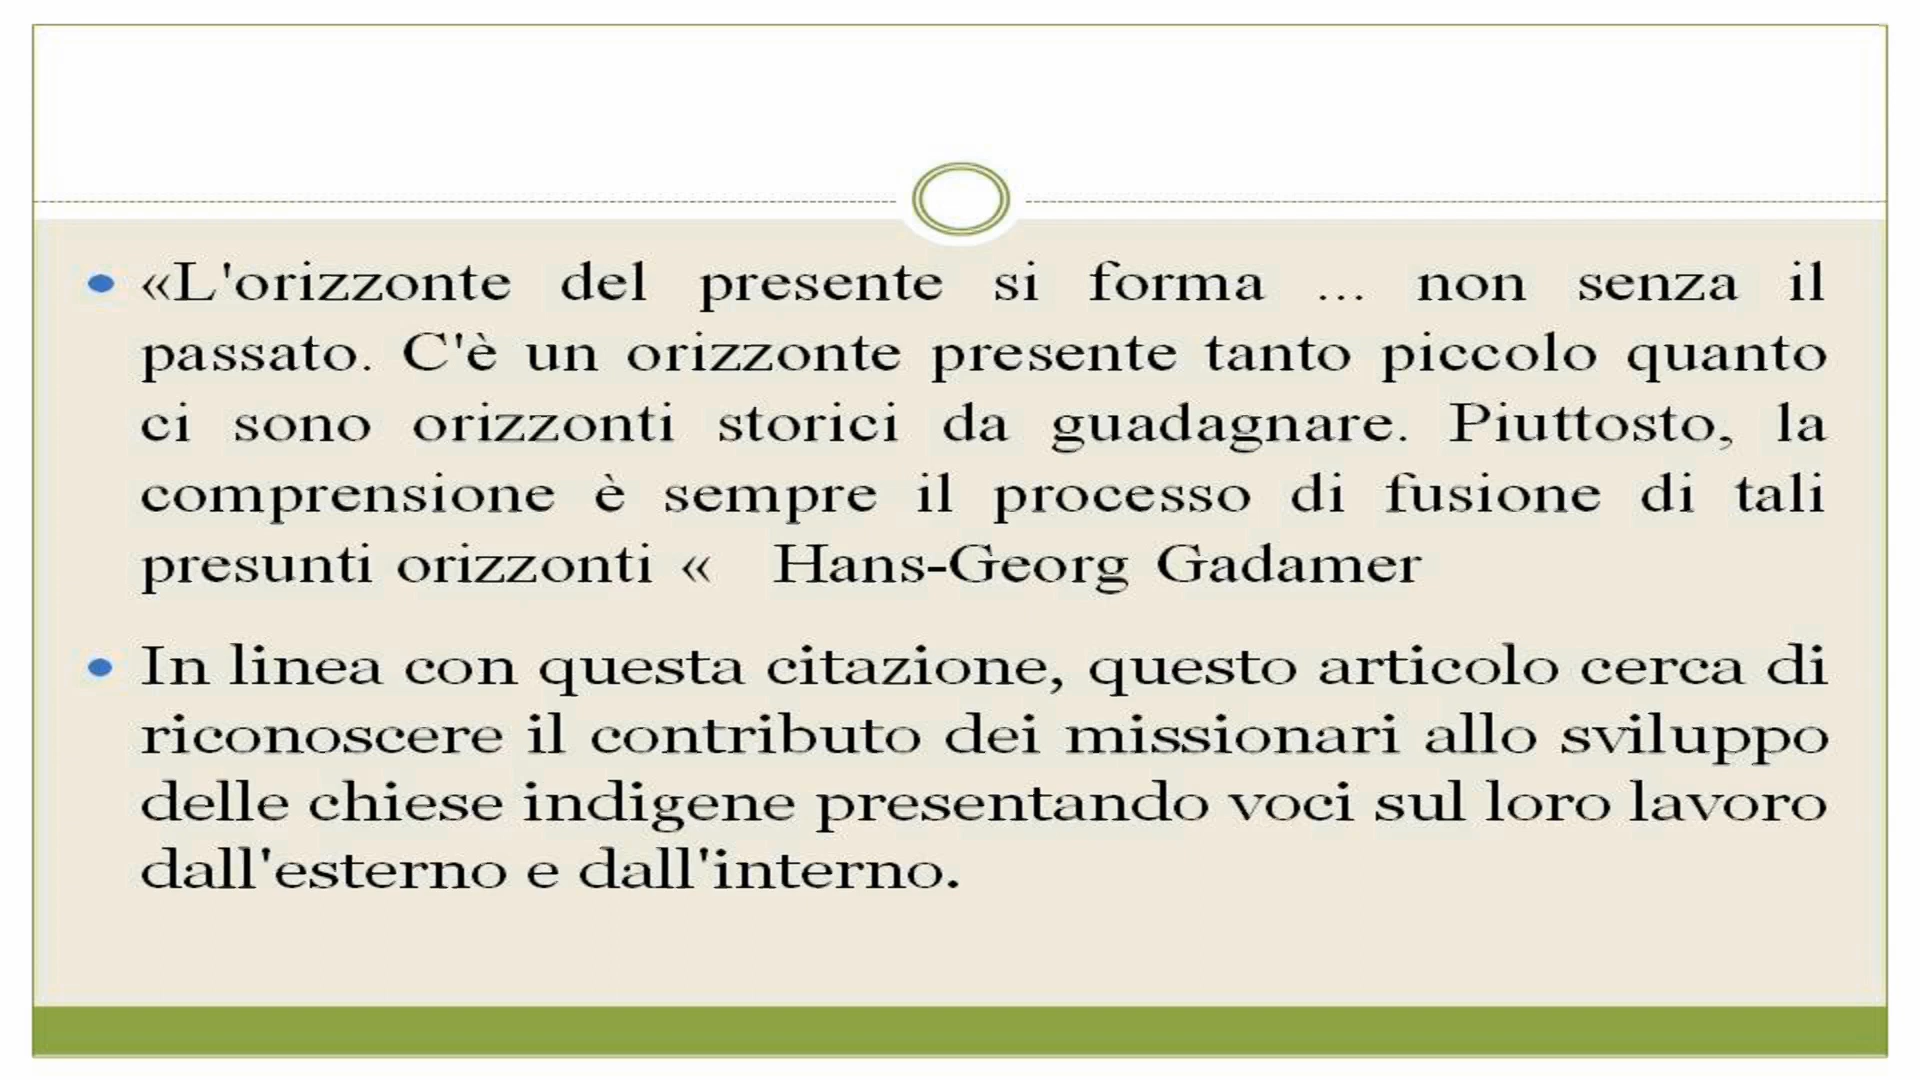 «L'orizzonte del presente si forma ... non senza il
passato. C'è un orizzonte presente tanto piccolo quanto
ci sono orizzonti storici da guadagnare. Piuttosto, la
comprensione è sempre il processo di fusione di tali
presunti orizzonti « Hans-Georg Gadamer
In linea con questa citazione, questo articolo cerca di
riconoscere il contributo dei missionari allo sviluppo
delle chiese indigene presentando voci sul loro lavoro
dall'esterno e dall'interno.